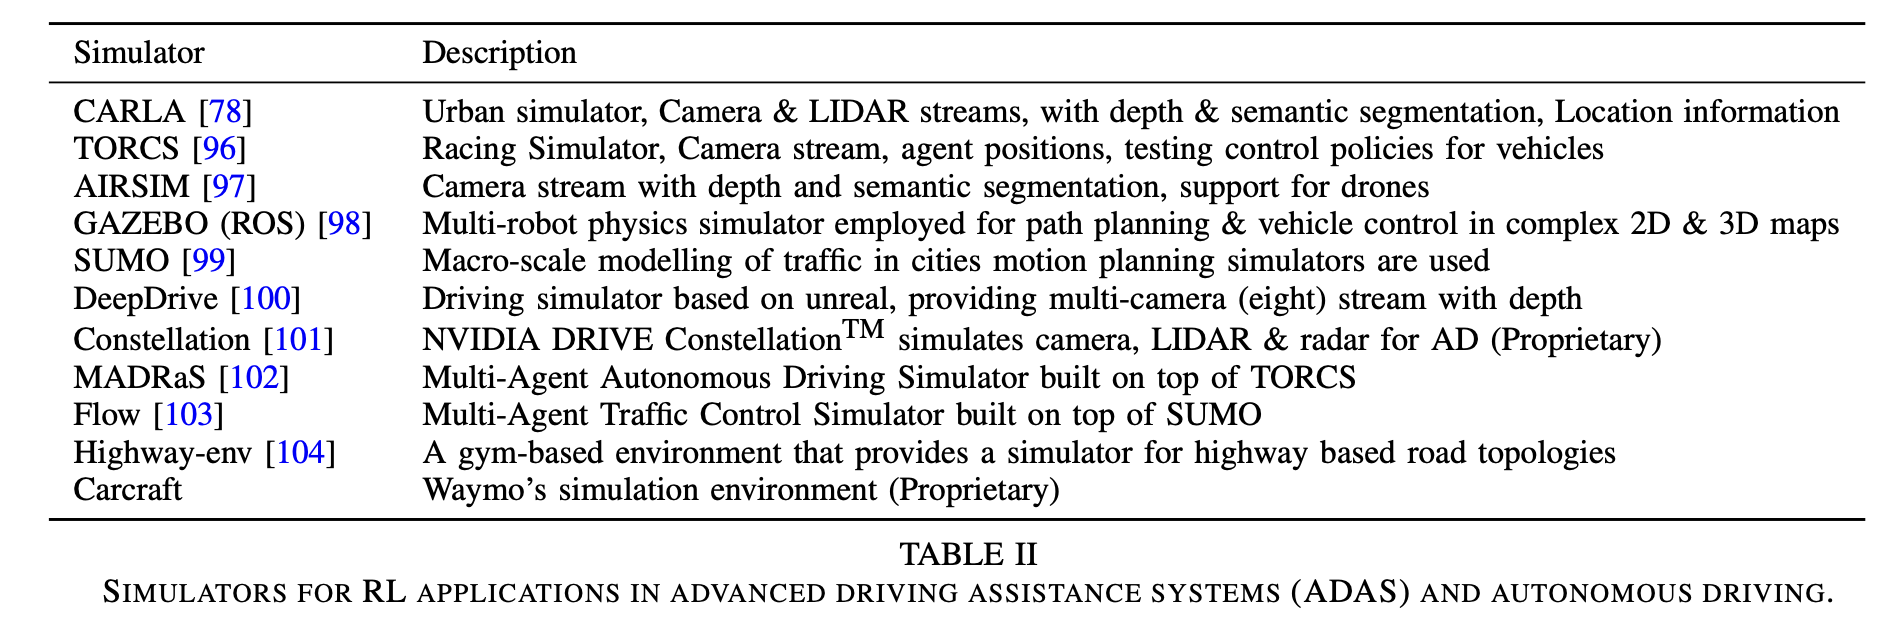 Simulator Description
CARLA [78] Urban simulator, Camera & LIDAR streams, with depth & semantic segmentation, Location information
TORCS [96] Racing Simulator, Camera stream, agent positions, testing control policies for vehicles
AIRSIM [97] Camera stream with depth and semantic segmentation, support for drones
GAZEBO (ROS) [98] Multi-robot physics simulator employed for path planning & vehicle control in complex 2D & 3D maps
SUMO [99] Macro-scale modelling of traffic in cities motion planning simulators are used
DeepDrive [100] Driving simulator based on unreal, providing multi-camera (eight) stream with depth
Constellation [101] NVIDIA DRIVE Constellation™ simulates camera, LIDAR & radar for AD (Proprietary)
MADRaS [102] Multi-Agent Autonomous Driving Simulator built on top of TORCS
Flow [103] Multi-Agent Traffic Control Simulator built on top of SUMO
Highway-env [104] A gym-based environment that provides a simulator for highway based road topologies
Carcraft Waymo’s simulation environment (Proprietary)
TABLE II
SIMULATORS FOR RL APPLICATIONS IN ADVANCED DRIVING ASSISTANCE SYSTEMS (ADAS) AND AUTONOMOUS DRIVING.